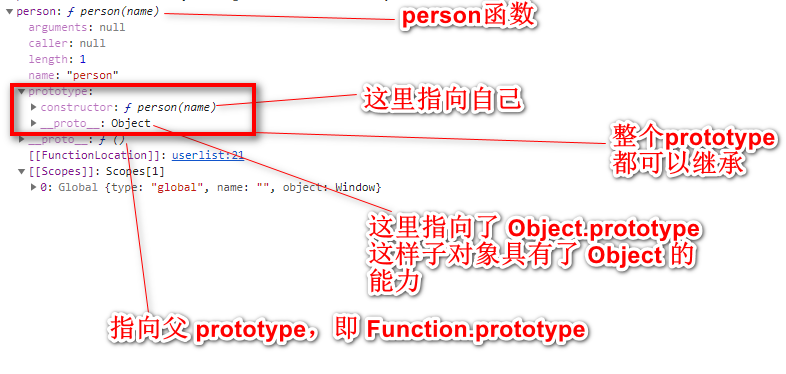 person: ƒ person(name)
person函数
arguments: null
caller: null
length: 1
name: "person"
prototype:
constructor: ƒ person(name)
这里指向自己
__proto__: Object
__proto__: ƒ ()
整个prototype
都可以继承
[[FunctionLocation]]: userlist:21
[[Scopes]]: Scopes[1]
0: Global {type: "global", name: "", object: Window}
这里指向了 Object.prototype
这样子对象具有了 Object 的
能力
指向父 prototype，即 Function.prototype